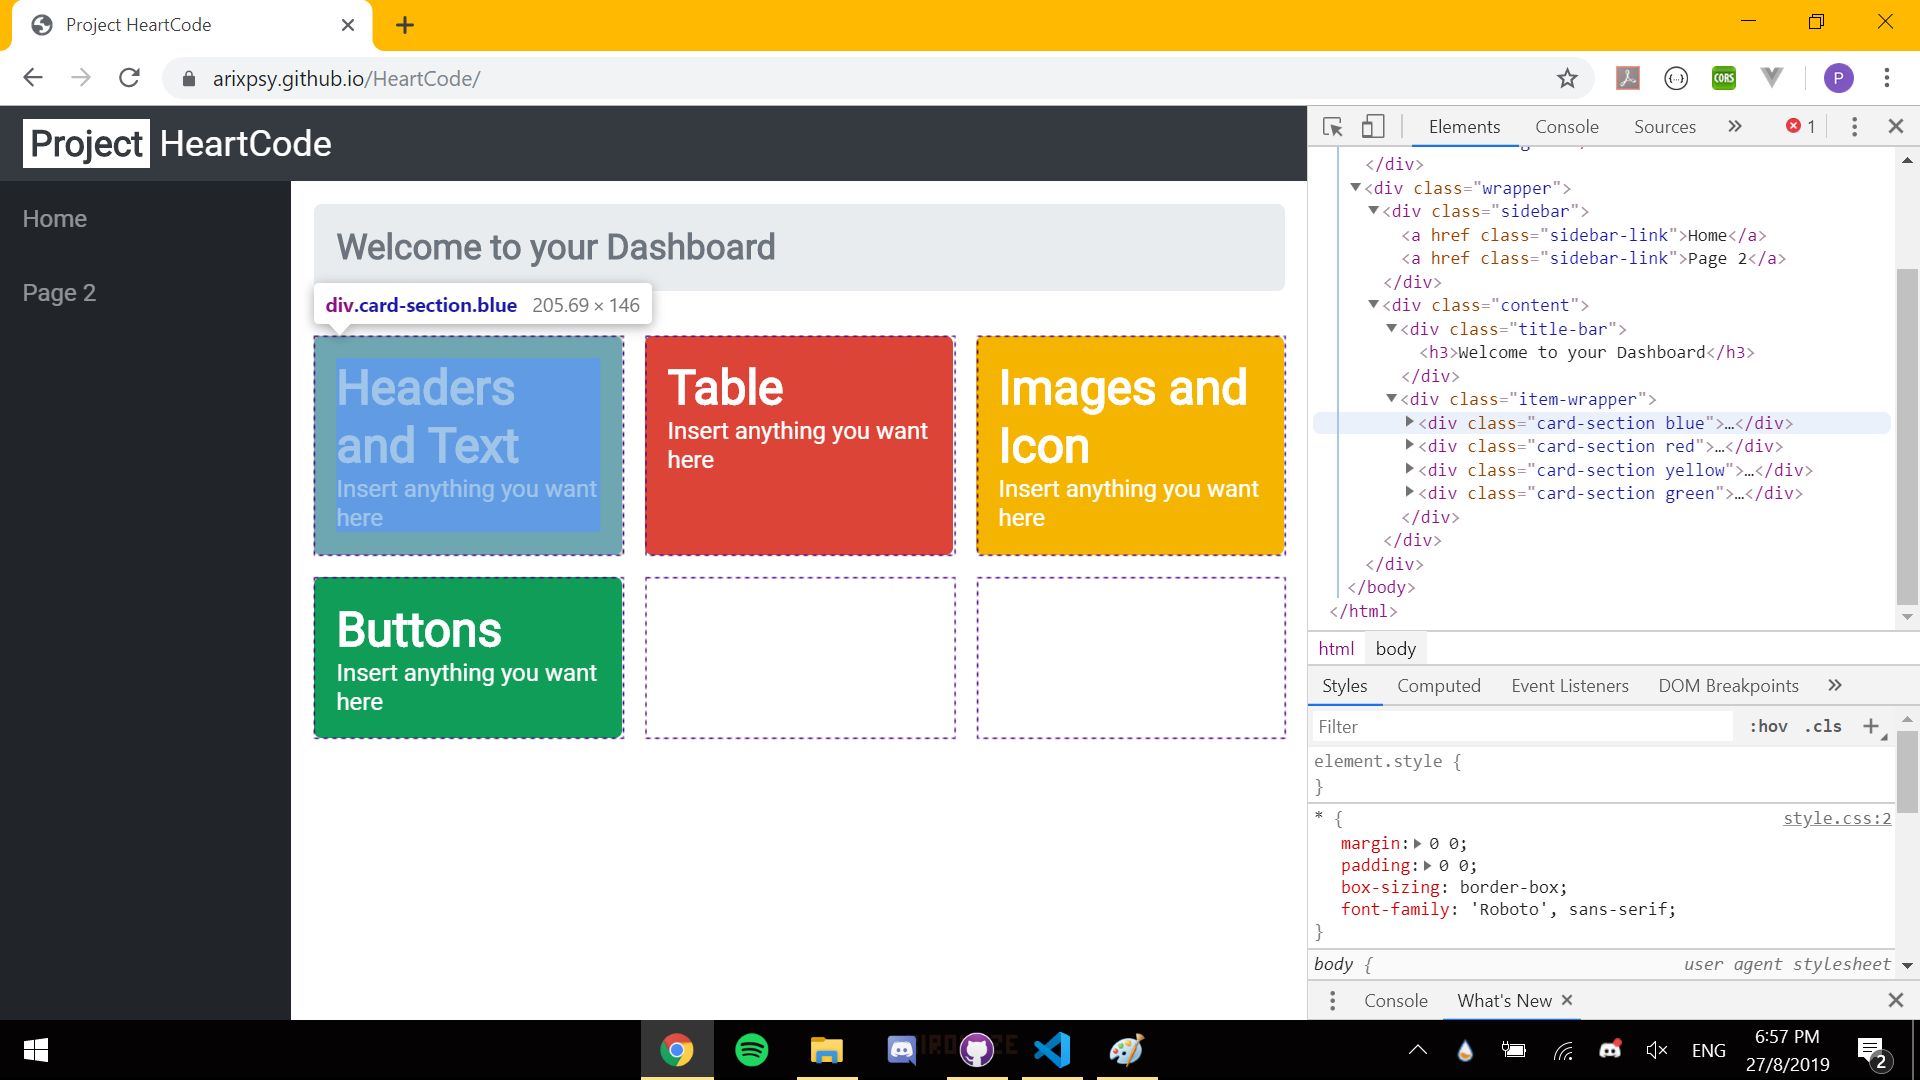 Project HeartCode
arixpsy.github.io/HeartCode/
CORS
P
Project HeartCode
Home
Page 2
Welcome to your Dashboard
div.card-section.blue 205.69 × 146
Headers
and Text
Insert anything you want
here
Table
Insert anything you want
here
Images and
Icon
Insert anything you want
here
Buttons
Insert anything you want
here
Elements Console Sources » 1
</div>
<div class="wrapper">
<div class="sidebar">
<a href class="sidebar-link">Home</a>
<a href class="sidebar-link">Page 2</a>
</div>
<div class="content">
<div class="title-bar">
<h3>Welcome to your Dashboard</h3>
</div>
<div class="item-wrapper">
<div class="card-section blue">…</div>
<div class="card-section red">…</div>
<div class="card-section yellow">…</div>
<div class="card-section green">…</div>
</div>
</div>
</div>
</body>
</html>
html body
Styles Computed Event Listeners DOM Breakpoints »
Filter :hov .cls +
element.style {
}
* { style.css:2
margin: 0 0;
padding: 0 0;
box-sizing: border-box;
font-family: 'Roboto', sans-serif;
}
body { user agent stylesheet
Console What's New
ENG
6:57 PM
27/8/2019
2